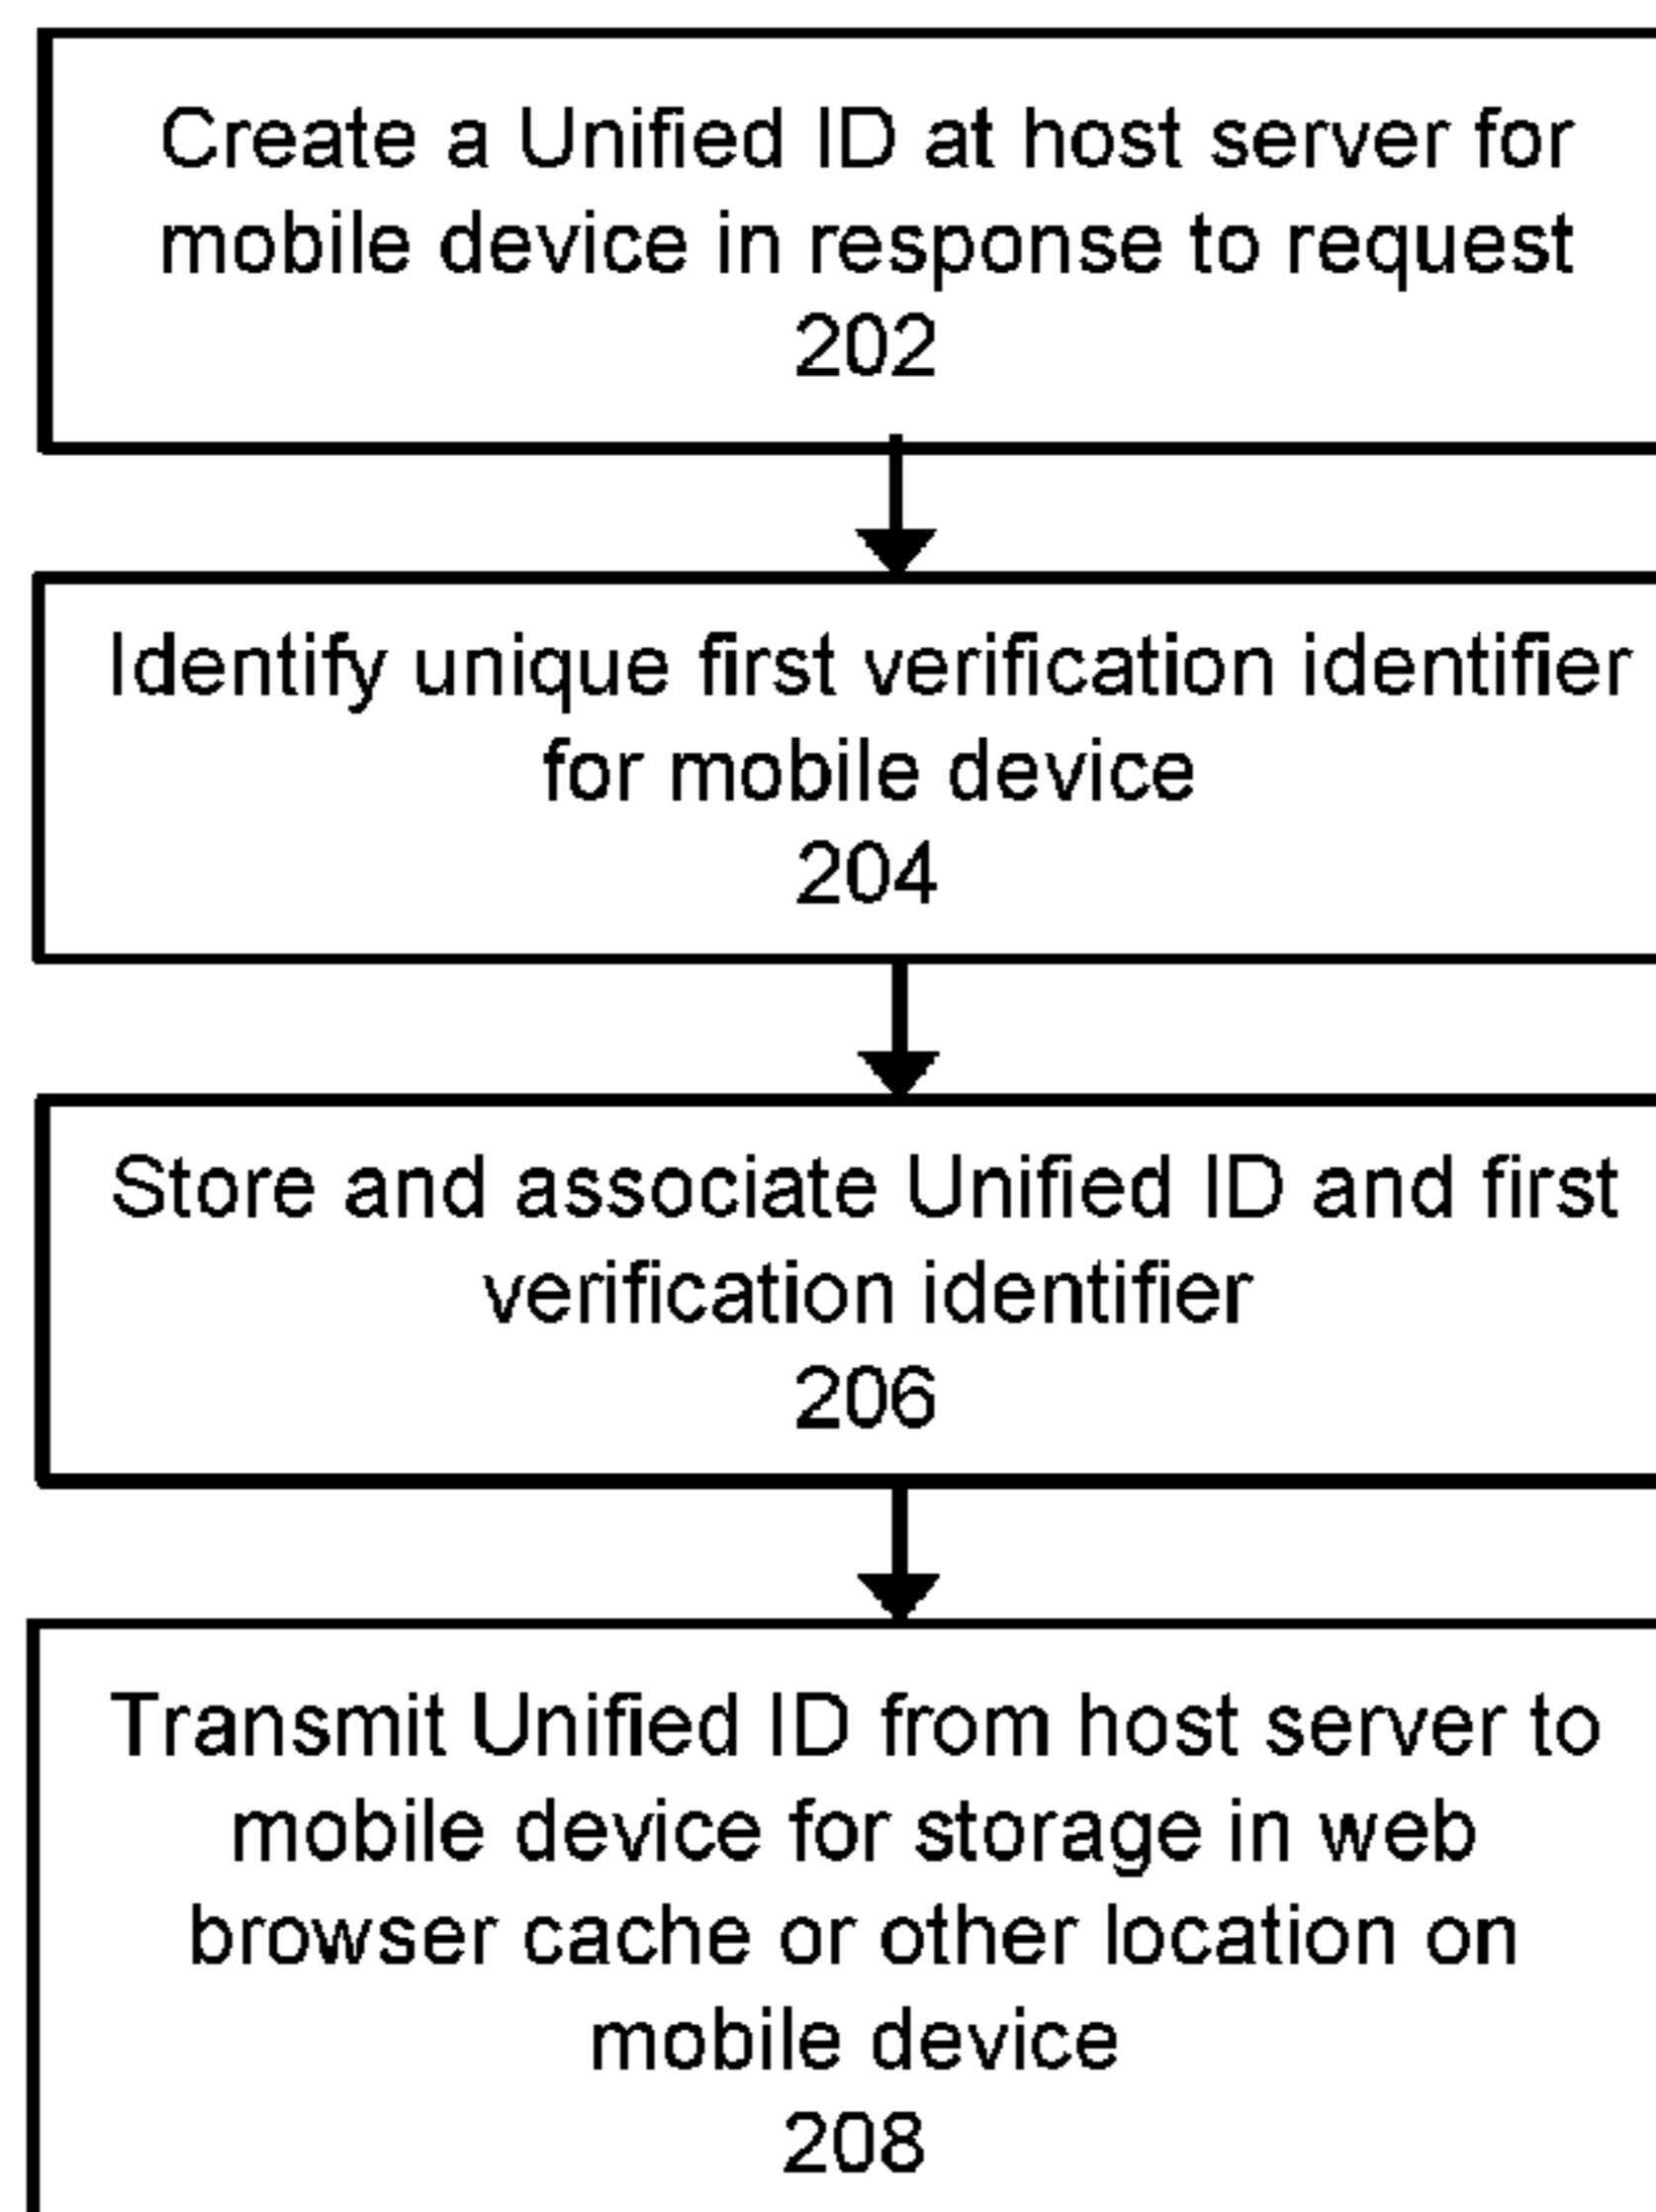 Create a Unified ID at host server for
mobile device in response to request
202
Identify unique first verification identifier
for mobile device
204
Store and associate Unified ID and first
verification identifier
206
Transmit Unified ID from host server to
mobile device for storage in web
browser cache or other location on
mobile device
208